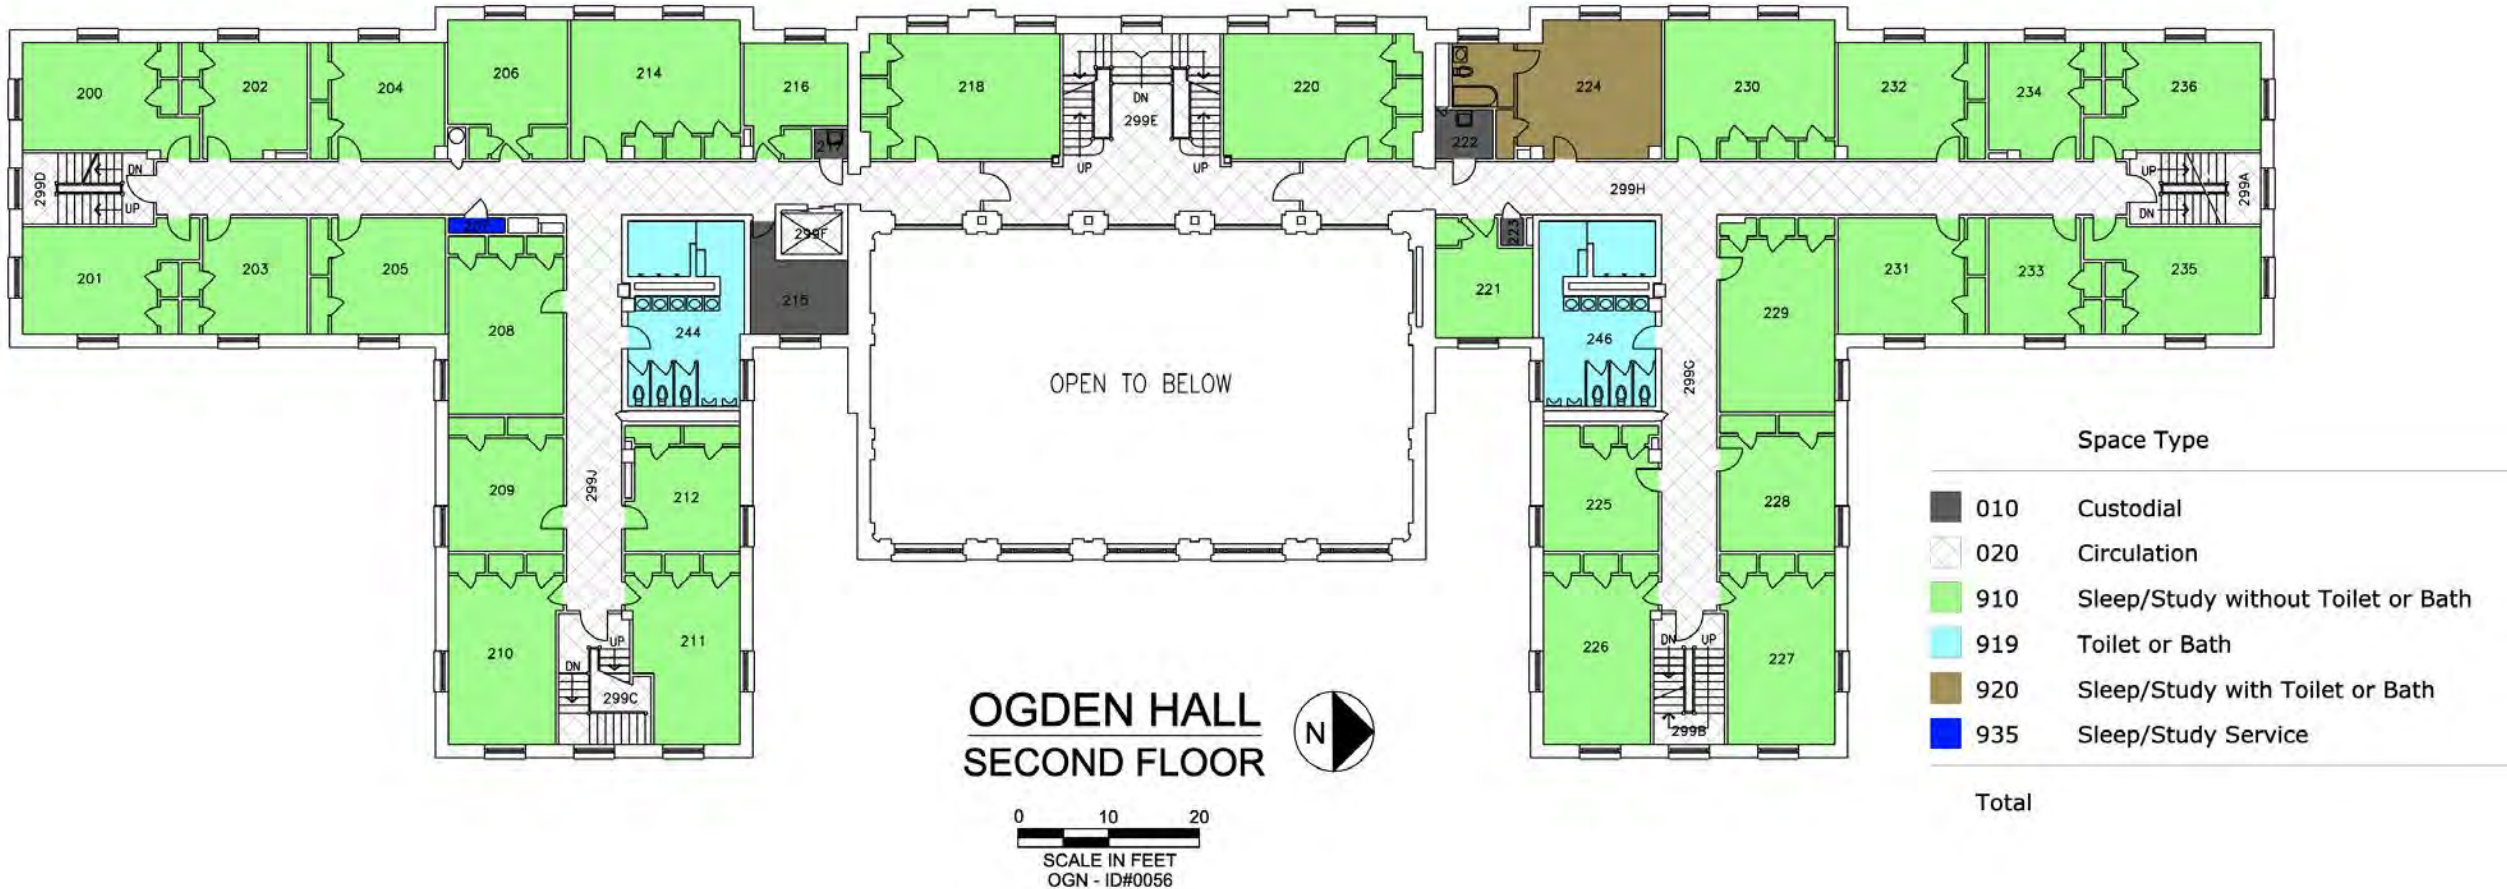 200
202
204
206
214
216
217
218
DN
299E
UP
UP
220
222
224
230
232
234
236
299D
DN
UP
299H
UP
DN
299A
201
203
205
207
208
244
299F
215
221
223
246
229
231
233
235
OPEN TO BELOW
299J
299G
209
212
225
228
210
211
UP
DN
299C
226
DN
UP
299B
227
OGDEN HALL
SECOND FLOOR
N
0 10 20
SCALE IN FEET
OGN - ID#0056
Space Type
010 Custodial
020 Circulation
910 Sleep/Study without Toilet or Bath
919 Toilet or Bath
920 Sleep/Study with Toilet or Bath
935 Sleep/Study Service
Total